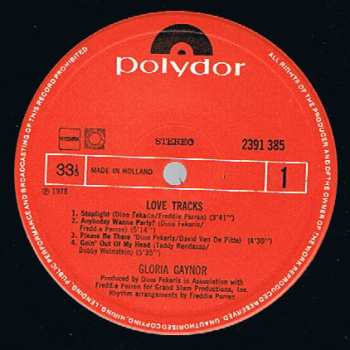 polydor
STEREO 2391 385
33⅓ MADE IN HOLLAND 1
℗ 1978
LOVE TRACKS
1. Stoplight (Dino Fekaris/Freddie Perren) (3'41")
2. Anybody Wanna Party? (Dino Fekaris/
Freddie Perren) (5'14")
3. Please Be There (Dino Fekaris/David Van De Pitte) (4'30")
4. Goin' Out Of My Head (Teddy Randazzo/
Bobby Weinstein) (3'35")
GLORIA GAYNOR
Produced by Dino Fekaris in Association with
Freddie Perren for Grand Slam Productions, Inc.
Rhythm arrangements by Freddie Perren
ALL RIGHTS OF THE PRODUCER AND OF THE OWNER OF THE WORK REPRODUCED RESERVED. UNAUTHORISED COPYING, HIRING, LENDING, PUBLIC PERFORMANCE AND BROADCASTING OF THIS RECORD PROHIBITED.